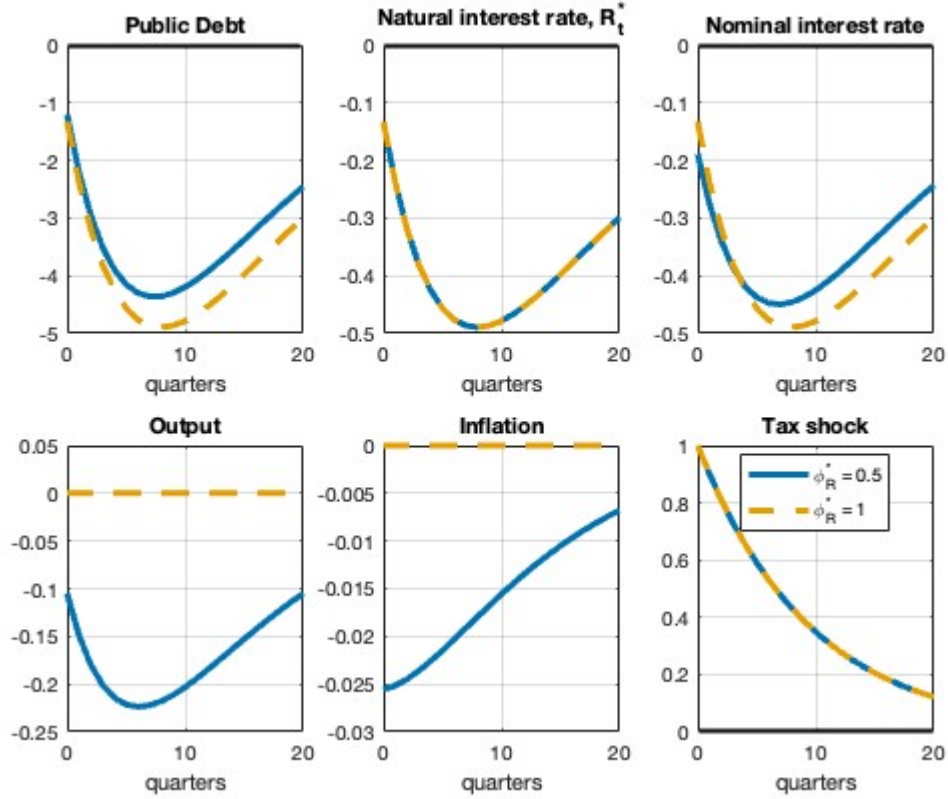 Public Debt
Natural interest rate, R*t
Nominal interest rate
0
-1
-2
-3
-4
-5
0 10 20
quarters
0
-0.1
-0.2
-0.3
-0.4
-0.5
0 10 20
quarters
0
-0.1
-0.2
-0.3
-0.4
-0.5
0 10 20
quarters
Output
Inflation
Tax shock
0.05
0
-0.05
-0.1
-0.15
-0.2
-0.25
0 10 20
quarters
0
-0.005
-0.01
-0.015
-0.02
-0.025
-0.03
0 10 20
quarters
1
0.8
0.6
0.4
0.2
0
0 10 20
quarters
ϕ*R = 0.5
ϕ*R = 1